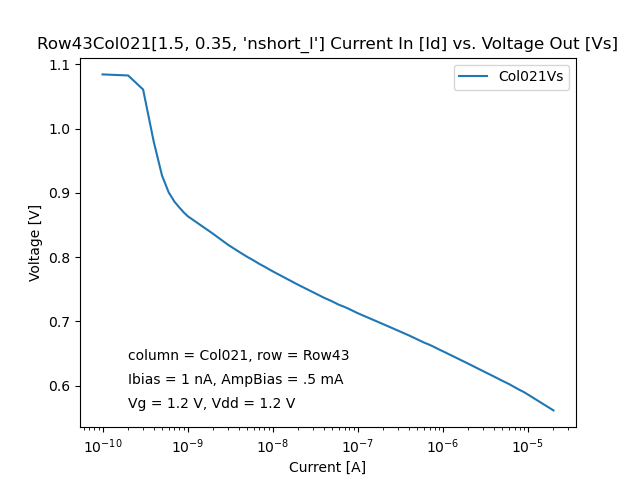 Row43Col021[1.5, 0.35, 'nshort_l'] Current In [Id] vs. Voltage Out [Vs]
Col021Vs
1.1
1.0
0.9
0.8
0.7
0.6
Voltage [V]
column = Col021, row = Row43
Ibias = 1 nA, AmpBias = .5 mA
Vg = 1.2 V, Vdd = 1.2 V
10⁻¹⁰ 10⁻⁹ 10⁻⁸ 10⁻⁷ 10⁻⁶ 10⁻⁵
Current [A]